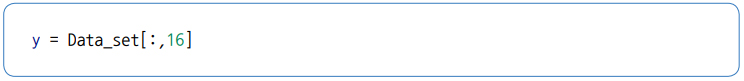 y = Data_set[:,16]